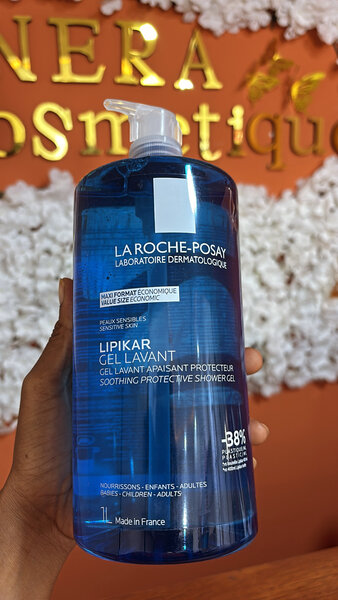 NERA
osmetique
LA ROCHE-POSAY
LABORATOIRE DERMATOLOGIQUE
MAXI FORMAT ÉCONOMIQUE
VALUE SIZE ECONOMIC
PEAUX SENSIBLES
SENSITIVE SKIN
LIPIKAR
GEL LAVANT
GEL LAVANT APAISANT PROTECTEUR
SOOTHING PROTECTIVE SHOWER GEL
-38%
NOURRISSONS - ENFANTS - ADULTES
BABIES - CHILDREN - ADULTS
1L Made in France